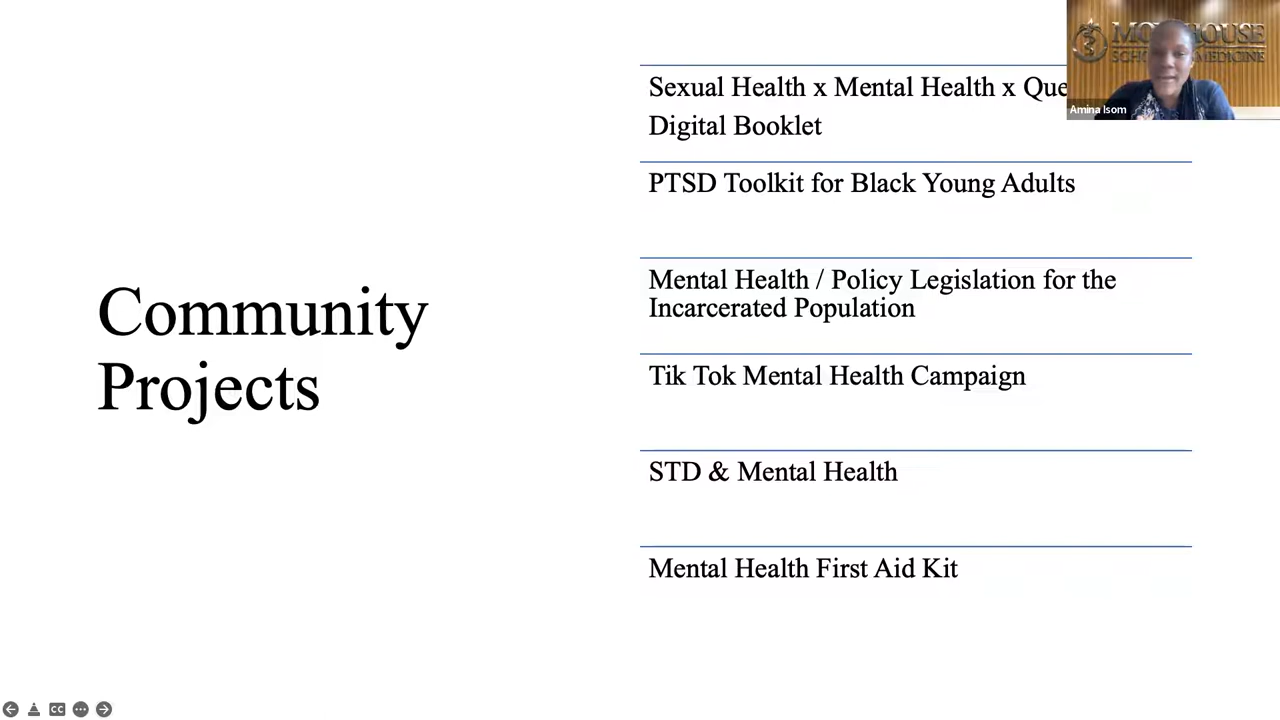 Community
Projects
Sexual Health x Mental Health x
Digital Booklet
PTSD Toolkit for Black Young Adults
Mental Health / Policy Legislation for the
Incarcerated Population
Tik Tok Mental Health Campaign
STD & Mental Health
Mental Health First Aid Kit
Amina Isom
CC